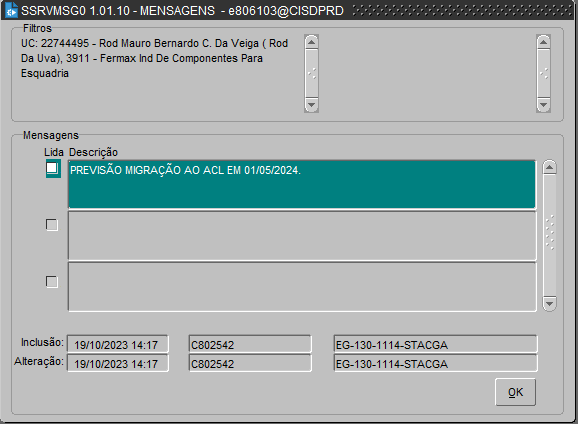 SSRVMSG0 1.01.10 - MENSAGENS - e806103@CISDPRD
Filtros
UC: 22744495 - Rod Mauro Bernardo C. Da Veiga ( Rod
Da Uva), 3911 - Fermax Ind De Componentes Para
Esquadria
Mensagens
Lida Descrição
PREVISÃO MIGRAÇÃO AO ACL EM 01/05/2024.
Inclusão: 19/10/2023 14:17 C802542 EG-130-1114-STACGA
Alteração: 19/10/2023 14:17 C802542 EG-130-1114-STACGA
OK